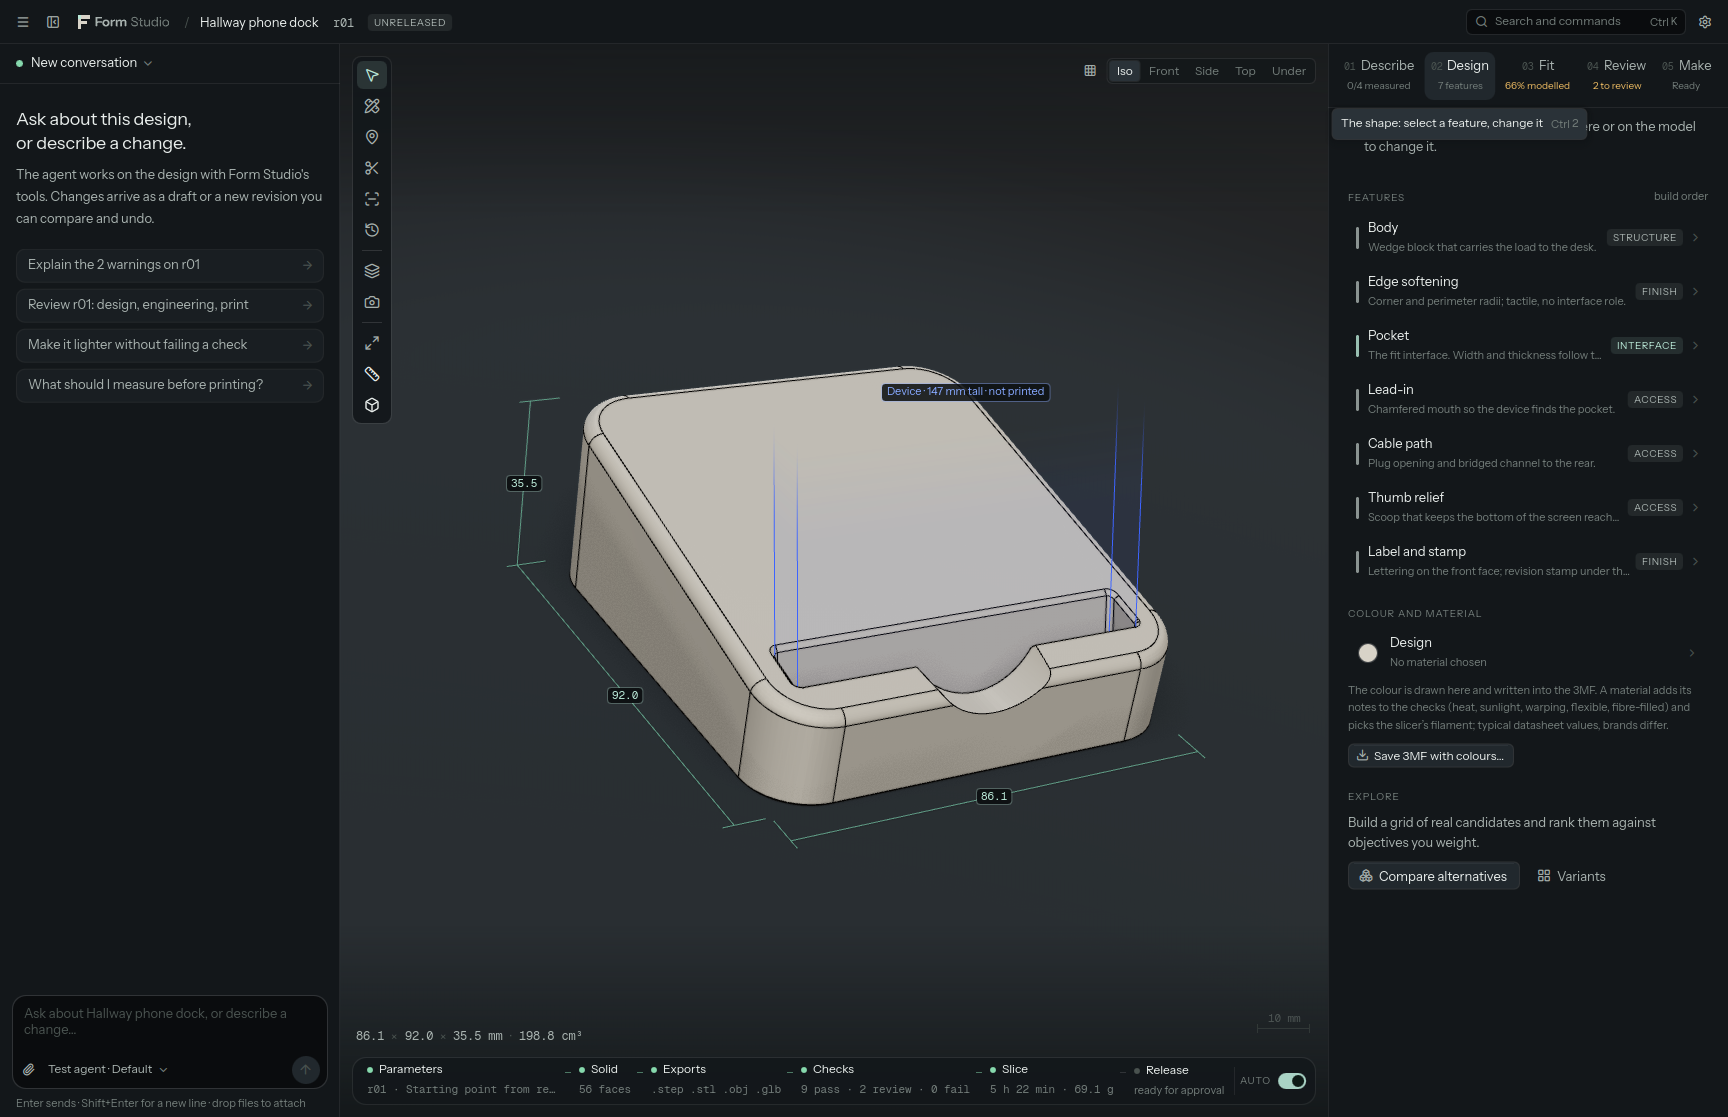 Form Studio / Hallway phone dock r01 UNRELEASED
Search and commands Ctrl K
New conversation
Ask about this design,
or describe a change.
The agent works on the design with Form Studio's
tools. Changes arrive as a draft or a new revision you
can compare and undo.
Explain the 2 warnings on r01
Review r01: design, engineering, print
Make it lighter without failing a check
What should I measure before printing?
Ask about Hallway phone dock, or describe a
change...
Test agent · Default
Enter sends · Shift+Enter for a new line · drop files to attach
Iso Front Side Top Under
Device · 147 mm tall · not printed
35.5
92.0
86.1
10 mm
86.1 × 92.0 × 35.5 mm · 198.8 cm³
Parameters
r01 · Starting point from re…
Solid
56 faces
Exports
.step .stl .obj .glb
Checks
9 pass · 2 review · 0 fail
Slice
5 h 22 min · 69.1 g
Release
ready for approval
AUTO
01 Describe
0/4 measured
02 Design
7 features
03 Fit
66% modelled
04 Review
2 to review
05 Make
Ready
The shape: select a feature, change it Ctrl 2
ere or on the model
to change it.
FEATURES build order
Body
Wedge block that carries the load to the desk.
STRUCTURE
Edge softening
Corner and perimeter radii; tactile, no interface role.
FINISH
Pocket
The fit interface. Width and thickness follow t…
INTERFACE
Lead-in
Chamfered mouth so the device finds the pocket.
ACCESS
Cable path
Plug opening and bridged channel to the rear.
ACCESS
Thumb relief
Scoop that keeps the bottom of the screen reach…
ACCESS
Label and stamp
Lettering on the front face; revision stamp under th…
FINISH
COLOUR AND MATERIAL
Design
No material chosen
The colour is drawn here and written into the 3MF. A material adds its
notes to the checks (heat, sunlight, warping, flexible, fibre-filled) and
picks the slicer's filament; typical datasheet values, brands differ.
Save 3MF with colours…
EXPLORE
Build a grid of real candidates and rank them against
objectives you weight.
Compare alternatives
Variants